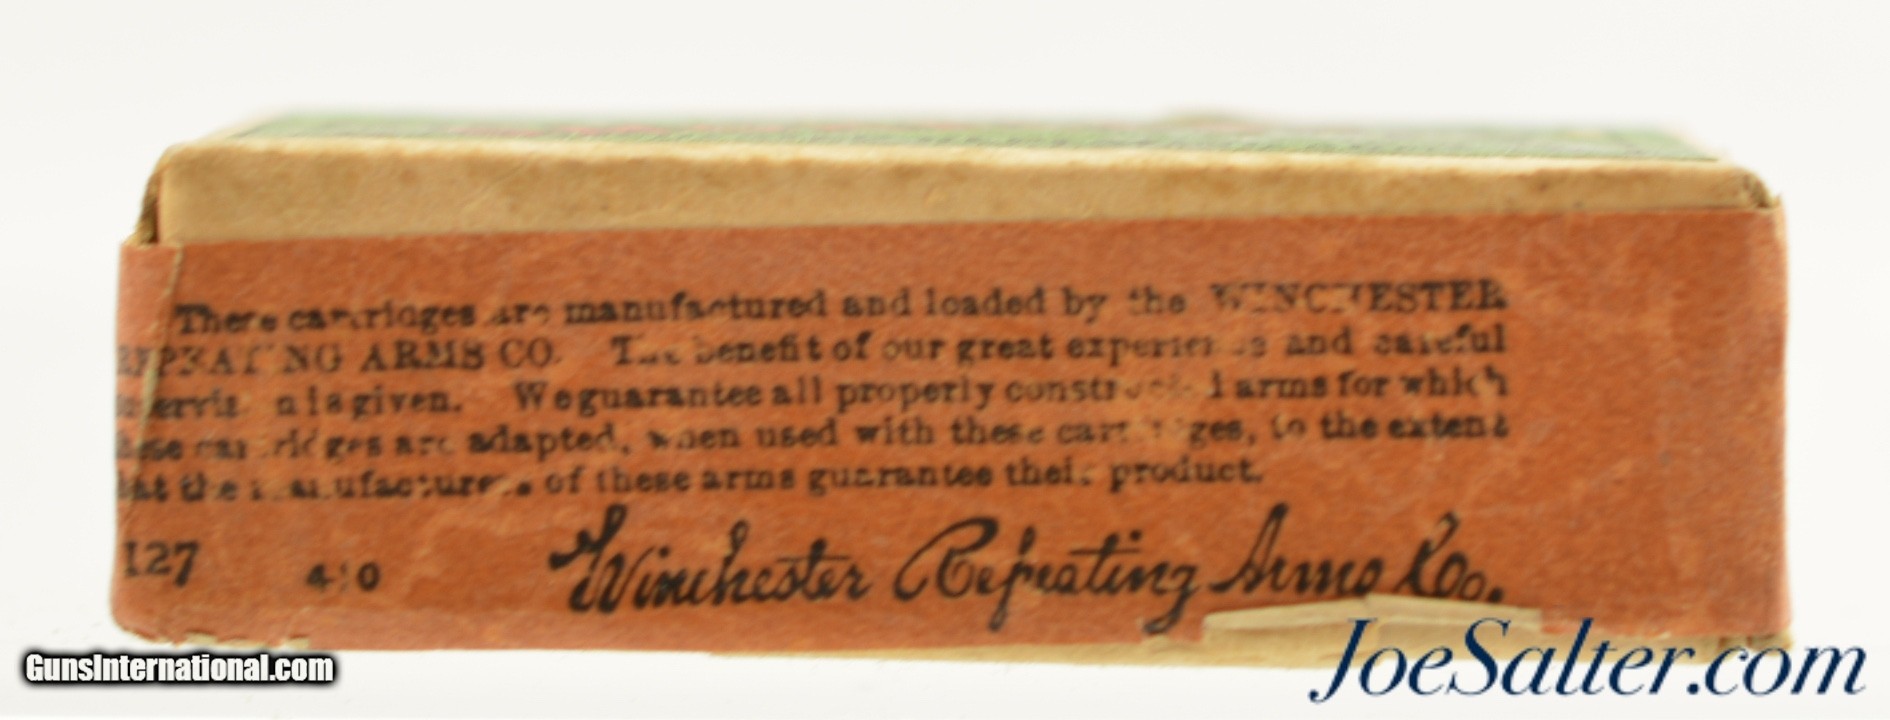 These cartridges are manufactured and loaded by the WINCHESTER
REPEATING ARMS CO. The benefit of our great experience and careful
is given. We guarantee all properly constructed arms for which
these cartridges are adapted, when used with these cartridges, to the extent
that the manufacturers of these arms guarantee their product.
127 4 0
Winchester Repeating Arms Co.
GunsInternational.com
JoeSalter.com